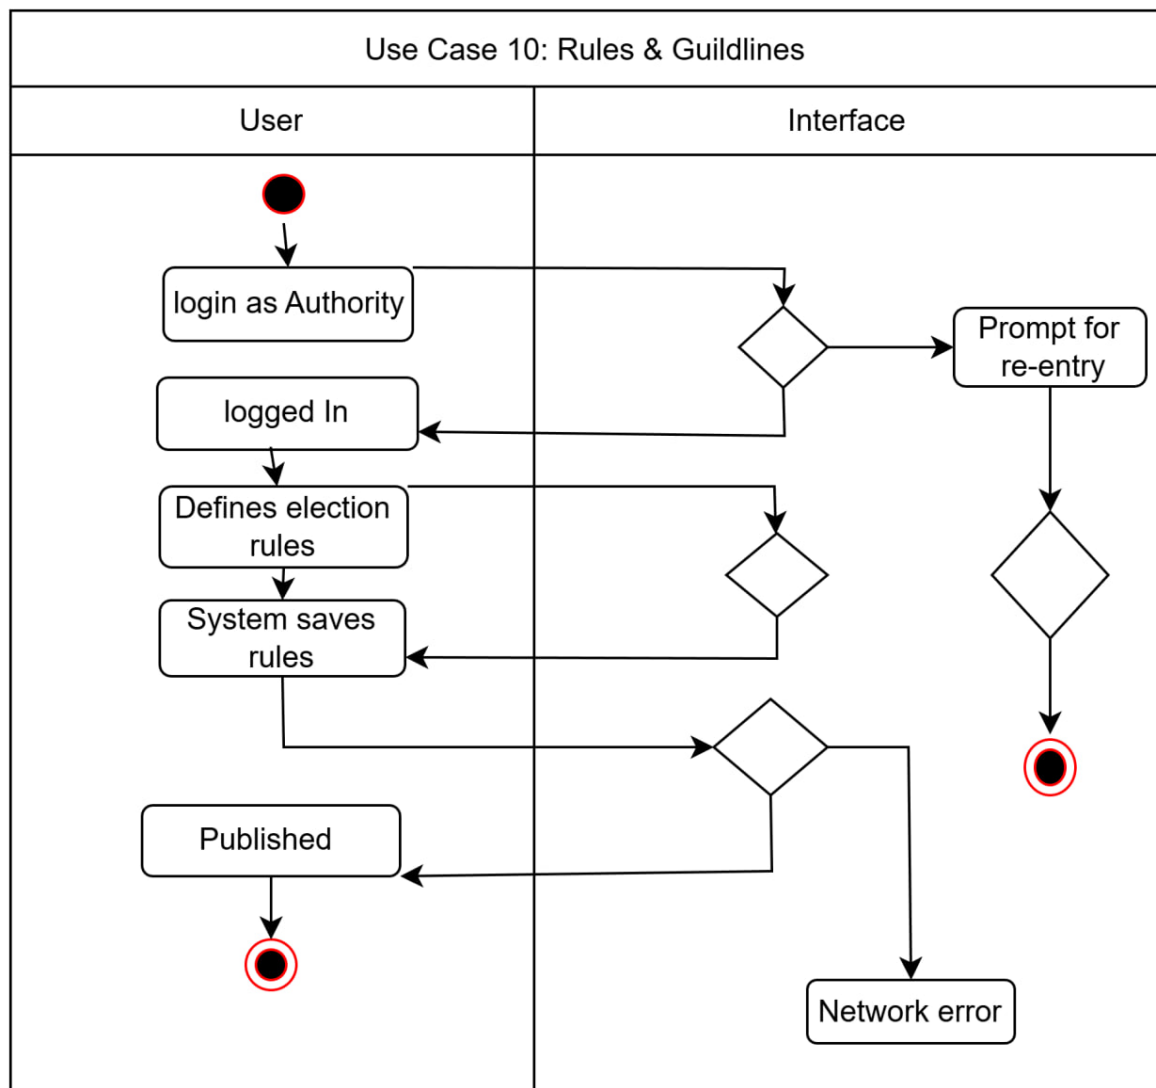 Use Case 10: Rules & Guildlines
User
Interface
login as Authority
Prompt for
re-entry
logged In
Defines election
rules
System saves
rules
Published
Network error